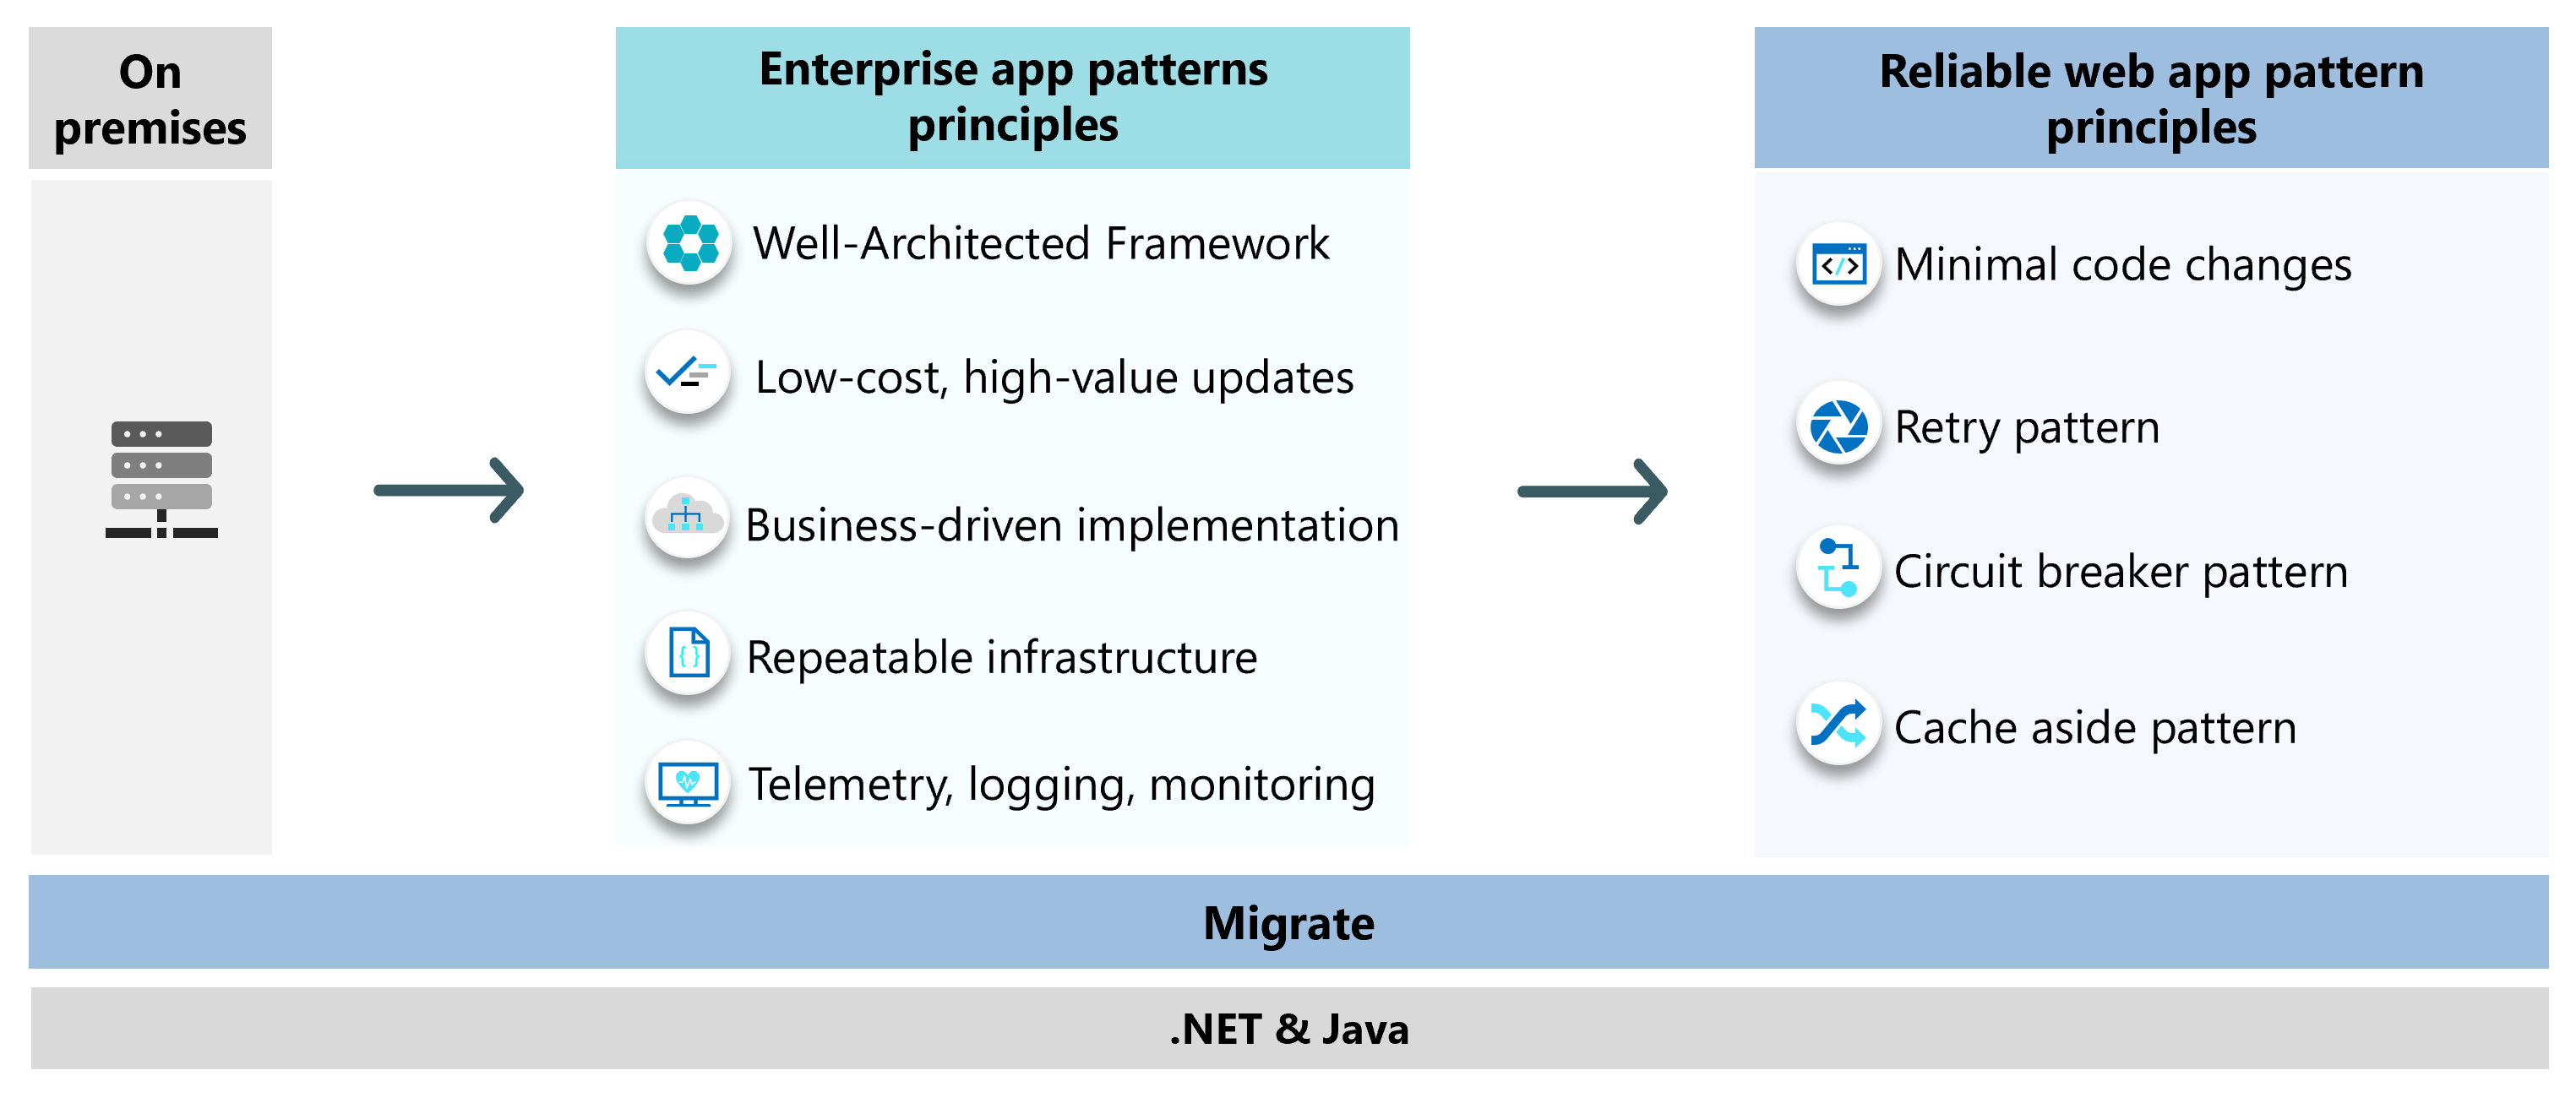 On
premises
Enterprise app patterns
principles
Well-Architected Framework
Low-cost, high-value updates
Business-driven implementation
Repeatable infrastructure
Telemetry, logging, monitoring
Reliable web app pattern
principles
Minimal code changes
Retry pattern
Circuit breaker pattern
Cache aside pattern
Migrate
.NET & Java